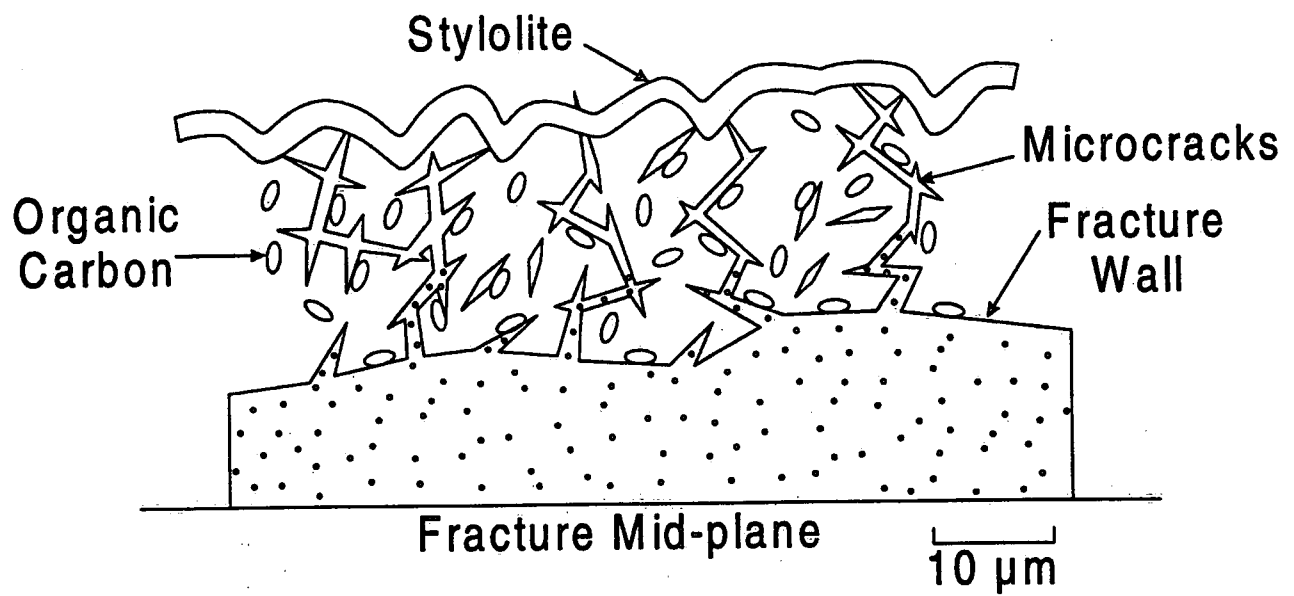 Stylolite
Microcracks
Organic
Carbon
Fracture
Wall
Fracture Mid-plane
10 µm